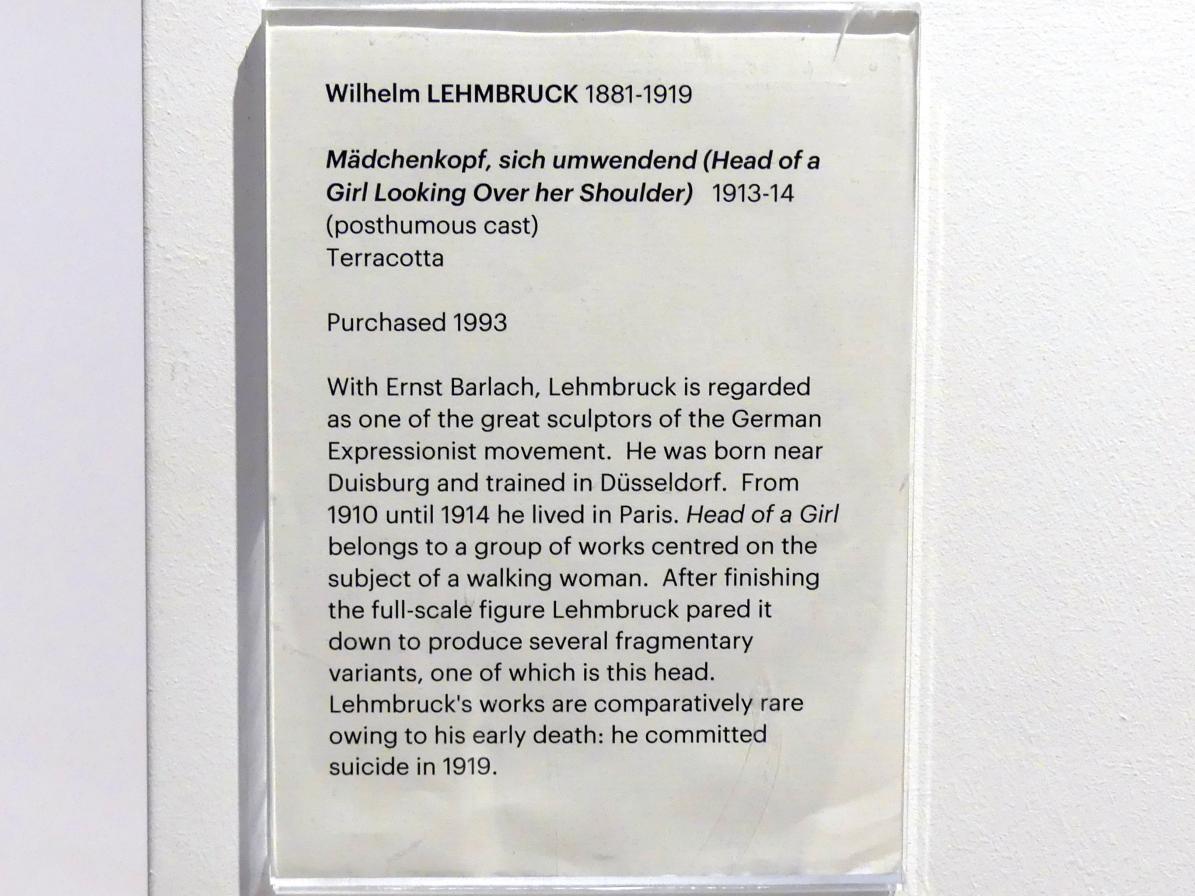 Wilhelm LEHMBRUCK 1881-1919
Mädchenkopf, sich umwendend (Head of a
Girl Looking Over her Shoulder) 1913-14
(posthumous cast)
Terracotta
Purchased 1993
With Ernst Barlach, Lehmbruck is regarded
as one of the great sculptors of the German
Expressionist movement. He was born near
Duisburg and trained in Düsseldorf. From
1910 until 1914 he lived in Paris. Head of a Girl
belongs to a group of works centred on the
subject of a walking woman. After finishing
the full-scale figure Lehmbruck pared it
down to produce several fragmentary
variants, one of which is this head.
Lehmbruck's works are comparatively rare
owing to his early death: he committed
suicide in 1919.